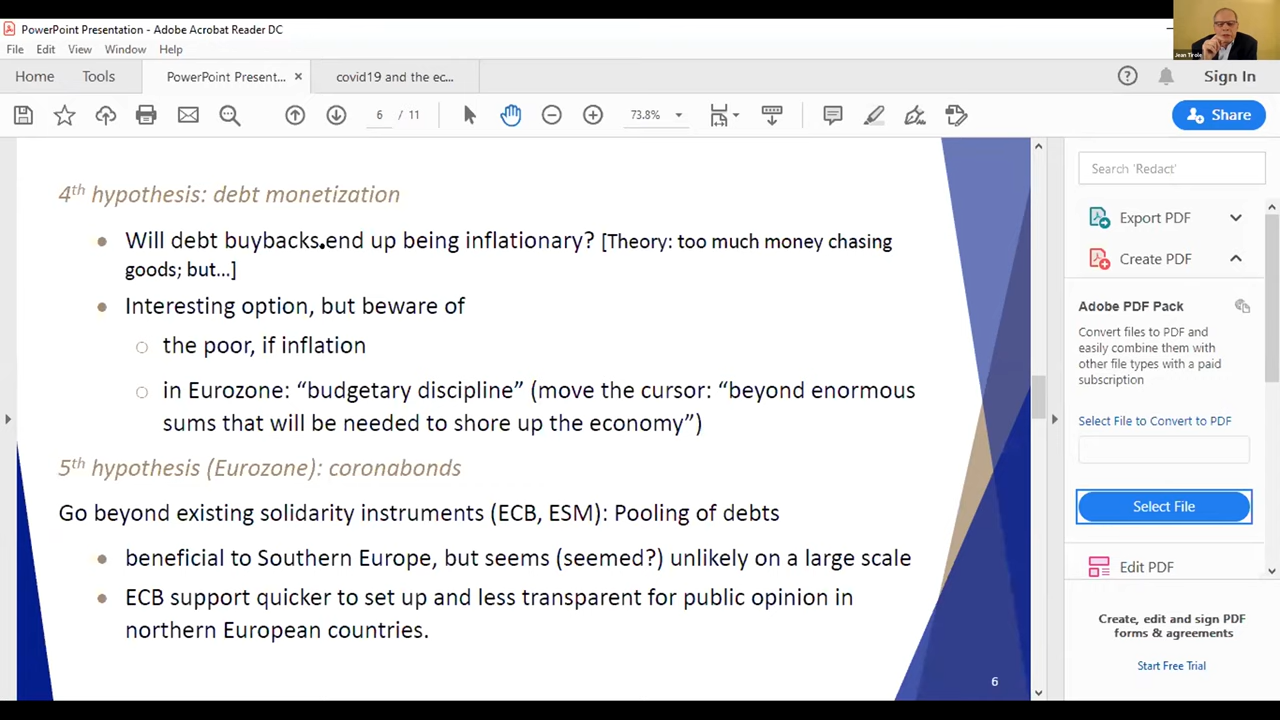 PowerPoint Presentation - Adobe Acrobat Reader DC
File Edit View Window Help
Jean Tirole
Home Tools PowerPoint Present... × covid19 and the ec... ? Sign In
6 / 11 73.8% Share
4th hypothesis: debt monetization
Will debt buybacks end up being inflationary? [Theory: too much money chasing
goods; but...]
Interesting option, but beware of
the poor, if inflation
in Eurozone: “budgetary discipline” (move the cursor: “beyond enormous
sums that will be needed to shore up the economy”)
5th hypothesis (Eurozone): coronabonds
Go beyond existing solidarity instruments (ECB, ESM): Pooling of debts
beneficial to Southern Europe, but seems (seemed?) unlikely on a large scale
ECB support quicker to set up and less transparent for public opinion in
northern European countries.
6
Search 'Redact'
Export PDF
Create PDF
Adobe PDF Pack
Convert files to PDF and
easily combine them with
other file types with a paid
subscription
Select File to Convert to PDF
Select File
Edit PDF
Create, edit and sign PDF
forms & agreements
Start Free Trial